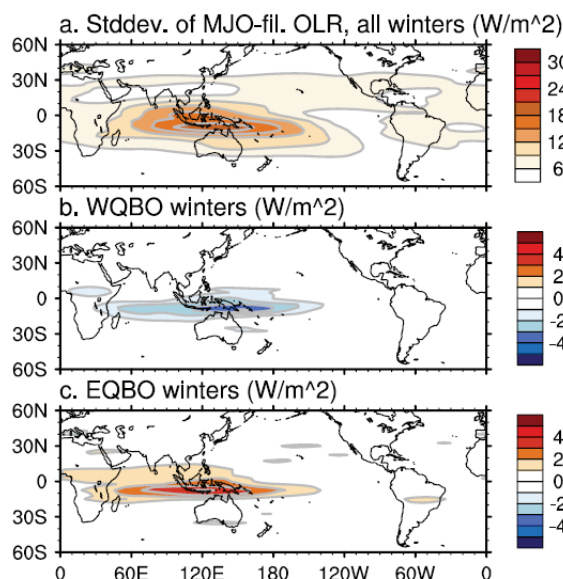 a. Stddev. of MJO-fil. OLR, all winters (W/m^2)
60N
30N
0
30S
60S
30
24
18
12
6
b. WQBO winters (W/m^2)
60N
30N
0
30S
60S
4
2
0
-2
-4
c. EQBO winters (W/m^2)
60N
30N
0
30S
60S
4
2
0
-2
-4
0 60E 120E 180 120W 60W 0